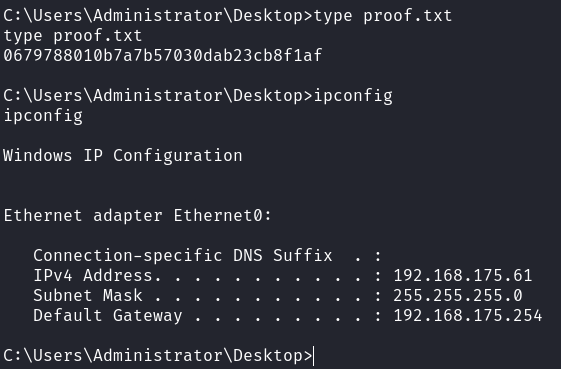 C:\Users\Administrator\Desktop>type proof.txt
type proof.txt
0679788010b7a7b57030dab23cb8f1af
C:\Users\Administrator\Desktop>ipconfig
ipconfig
Windows IP Configuration
Ethernet adapter Ethernet0:
   Connection-specific DNS Suffix  . :
   IPv4 Address. . . . . . . . . . . : 192.168.175.61
   Subnet Mask . . . . . . . . . . . : 255.255.255.0
   Default Gateway . . . . . . . . . : 192.168.175.254
C:\Users\Administrator\Desktop>